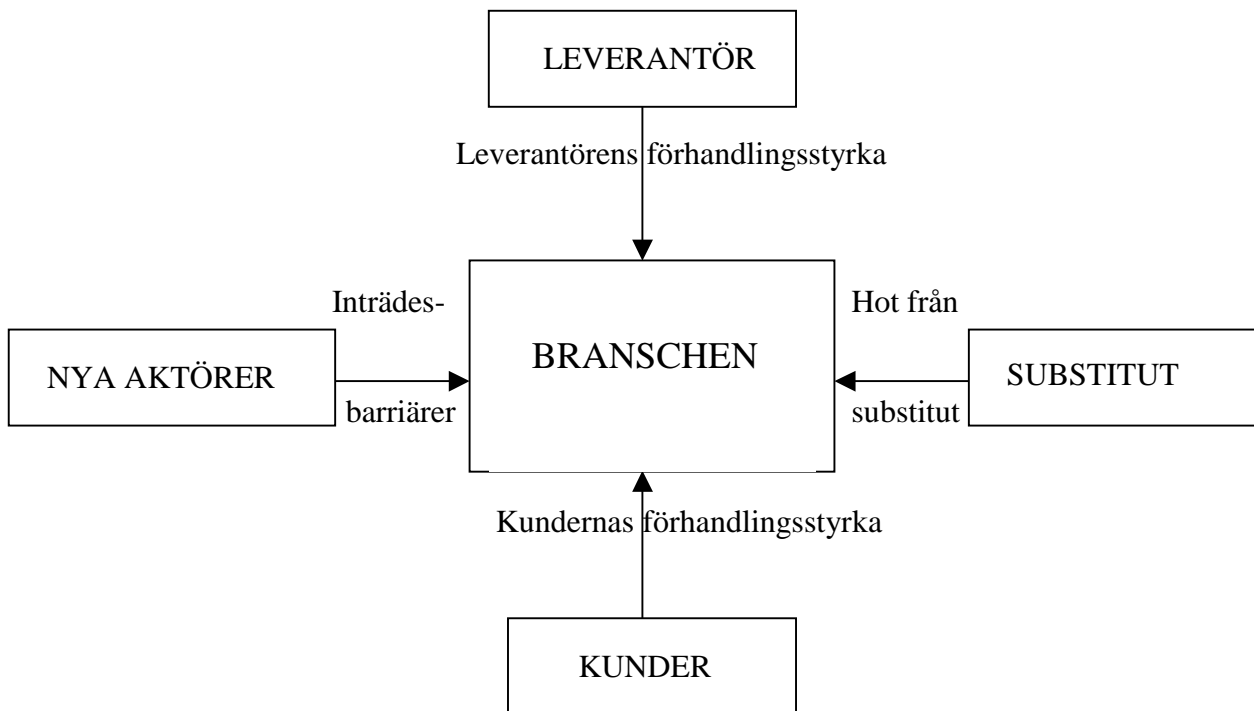 LEVERANTÖR
Leverantörens förhandlingsstyrka
Inträdes-
barriärer
Hot från
substitut
NYA AKTÖRER
BRANSCHEN
SUBSTITUT
Kundernas förhandlingsstyrka
KUNDER